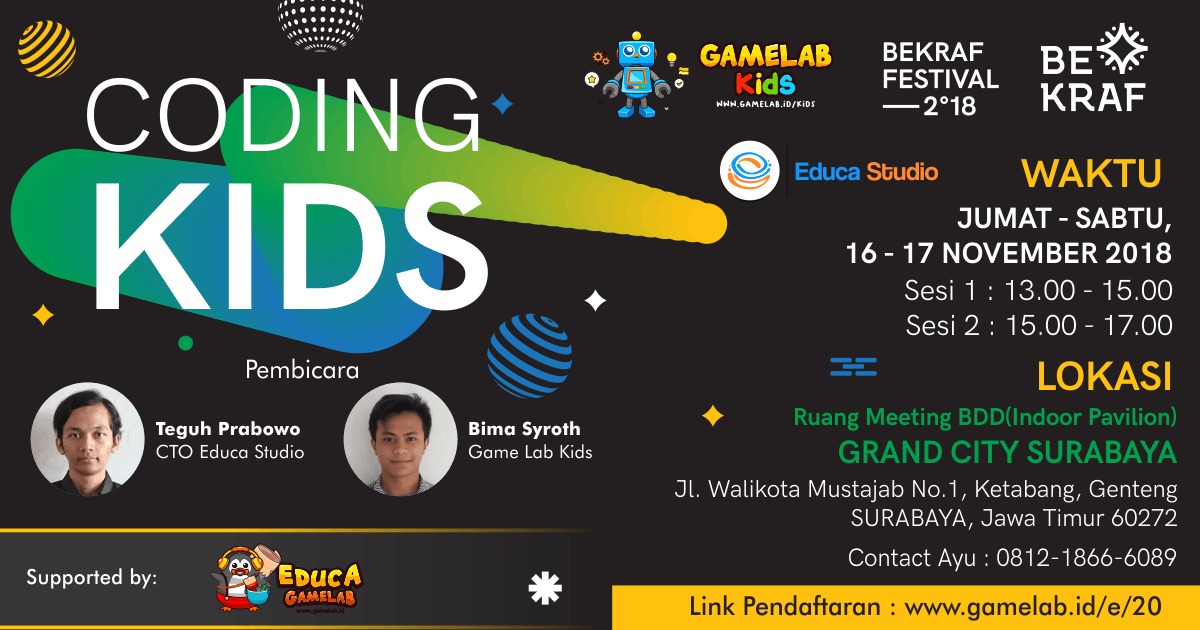 CODING
KIDS
GAMELAB
Kids
WWW.GAMELAB.ID/KIDS
BEKRAF
FESTIVAL
2°18
BE
KRAF
Educa Studio
WAKTU
JUMAT - SABTU,
16 - 17 NOVEMBER 2018
Sesi 1 : 13.00 - 15.00
Sesi 2 : 15.00 - 17.00
LOKASI
Ruang Meeting BDD(Indoor Pavilion)
GRAND CITY SURABAYA
Jl. Walikota Mustajab No.1, Ketabang, Genteng
SURABAYA, Jawa Timur 60272
Contact Ayu : 0812-1866-6089
Link Pendaftaran : www.gamelab.id/e/20
Pembicara
Teguh Prabowo
CTO Educa Studio
Bima Syroth
Game Lab Kids
Supported by:
EDUCA
GAMELAB
www.gamelab.id